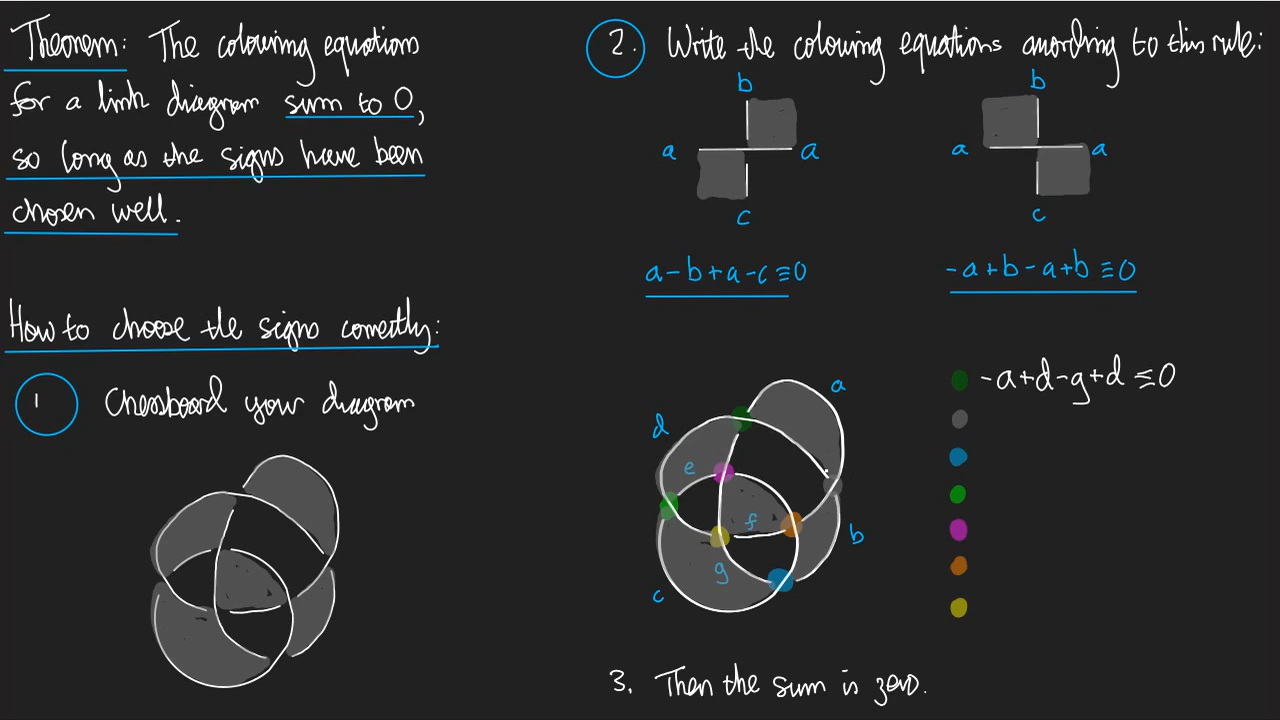 Theorem: The colouring equations
for a link diagram sum to 0,
so long as the signs have been
chosen well.
How to choose the signs correctly:
1 Chessboard your diagram
2. Write the colouring equations according to this rule:
b
a a
c
a-b+a-c≡0
b
a a
c
-a+b-a+b≡0
a
d
e
f
b
g
c
-a+d-g+d≡0
3. Then the sum is zero.